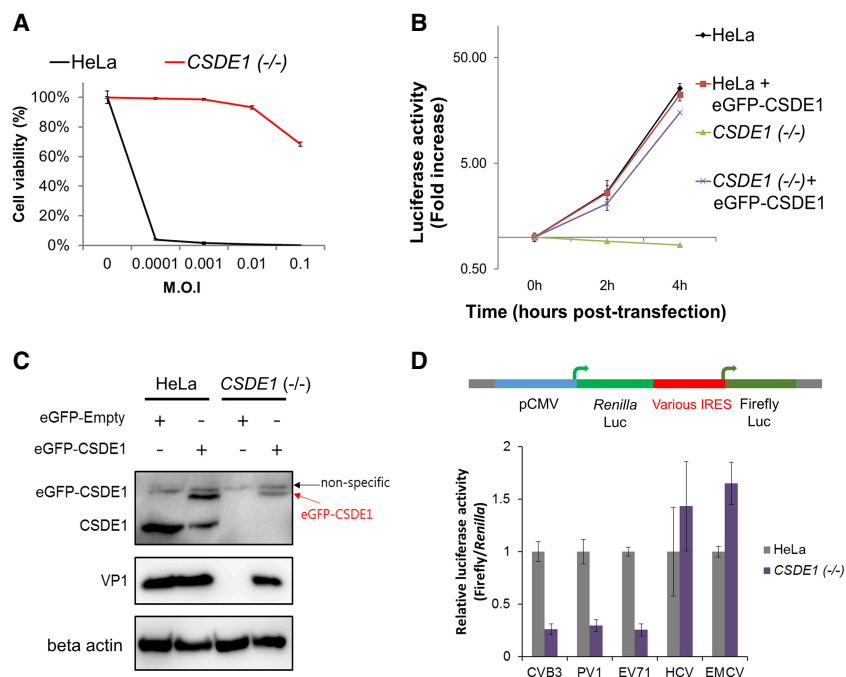 A
HeLa
CSDE1 (-/-)
100%
80%
60%
40%
20%
0%
Cell viability (%)
0 0.0001 0.001 0.01 0.1
M.O.I
B
50.00
5.00
0.50
Luciferase activity
(Fold increase)
0h 2h 4h
Time (hours post-transfection)
HeLa
HeLa +
eGFP-CSDE1
CSDE1 (-/-)
CSDE1 (-/-)+
eGFP-CSDE1
C
HeLa CSDE1 (-/-)
eGFP-Empty + - + -
eGFP-CSDE1 - + - +
eGFP-CSDE1
non-specific
eGFP-CSDE1
CSDE1
VP1
beta actin
D
pCMV Renilla Luc Various IRES Firefly Luc
2
1.5
1
0.5
0
Relative luciferase activity
(Firefly/Renilla)
CVB3 PV1 EV71 HCV EMCV
HeLa
CSDE1 (-/-)